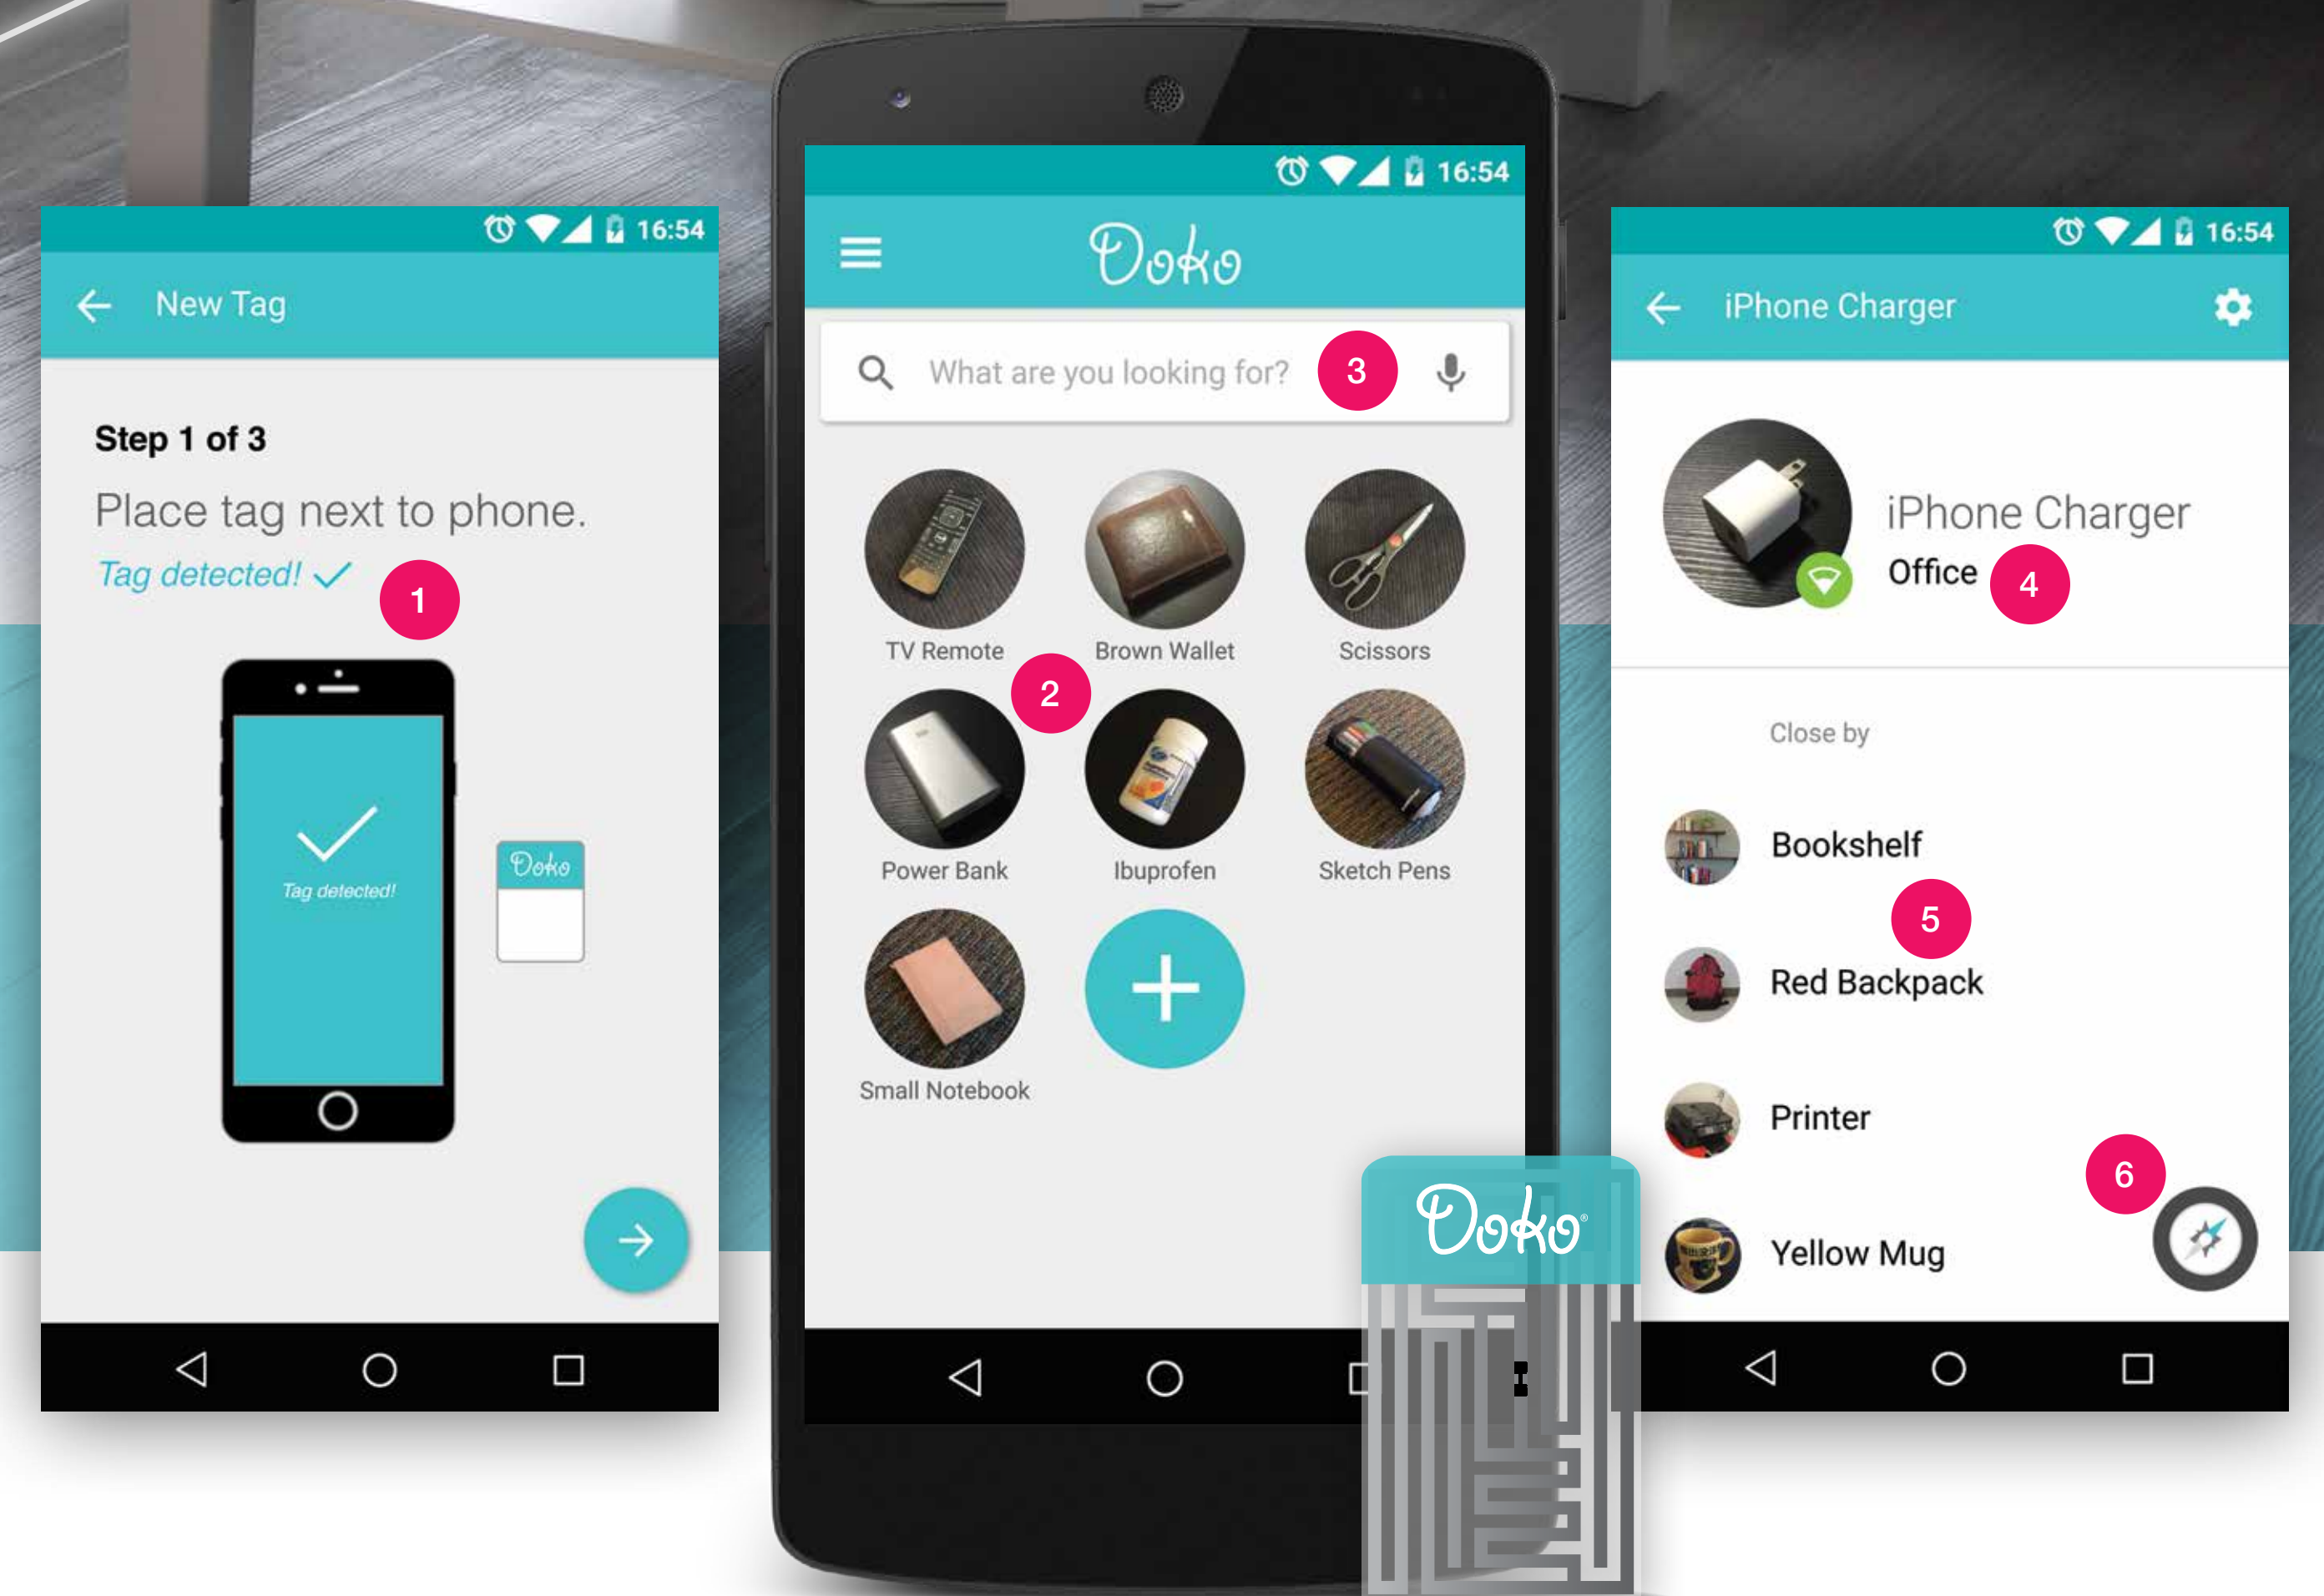 16:54
New Tag
Step 1 of 3
Place tag next to phone.
Tag detected!
1
Tag detected!
Doko
16:54
Doko
What are you looking for?
3
TV Remote
Brown Wallet
Scissors
2
Power Bank
Ibuprofen
Sketch Pens
Small Notebook
Doko®
16:54
iPhone Charger
iPhone Charger
Office
4
Close by
Bookshelf
5
Red Backpack
Printer
6
Yellow Mug